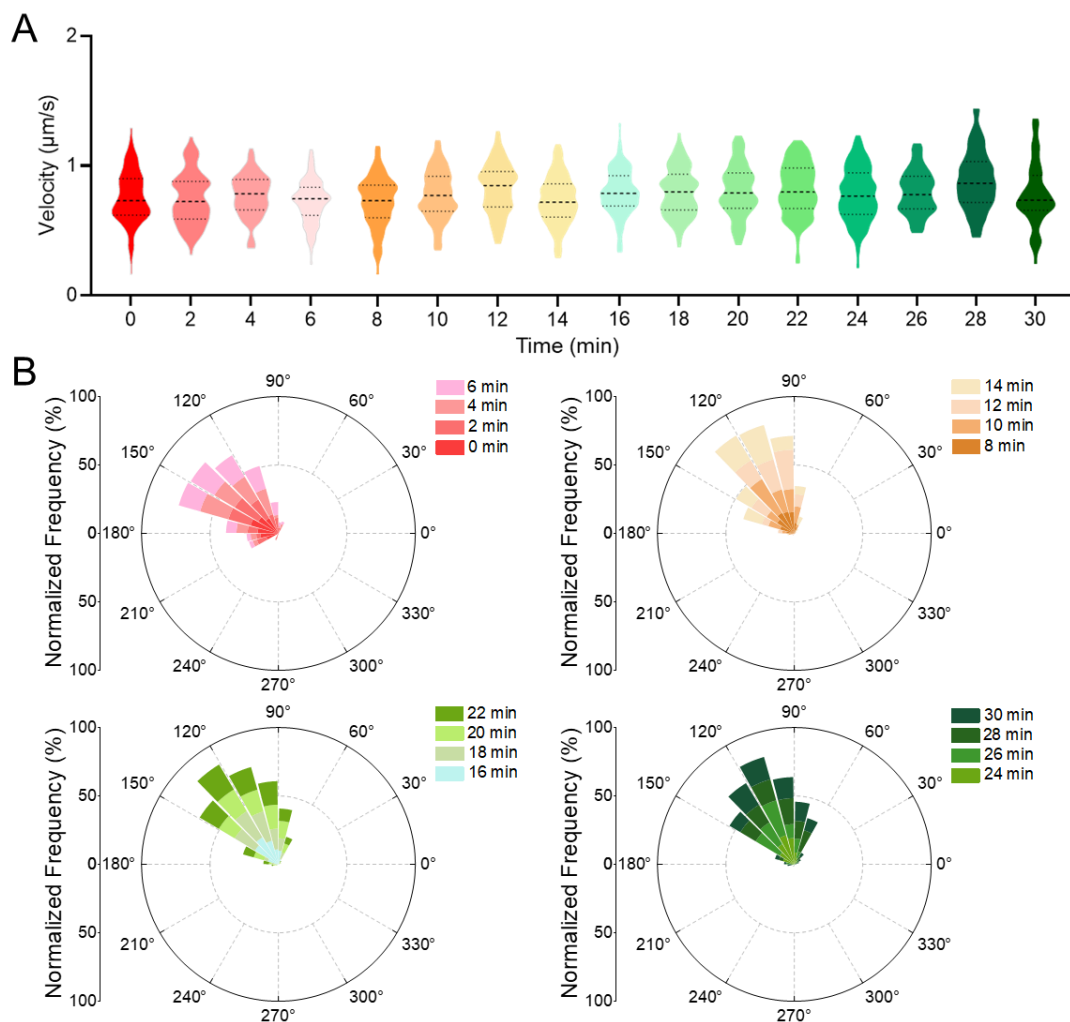 A
Velocity (µm/s)
2
1
0
0 2 4 6 8 10 12 14 16 18 20 22 24 26 28 30
Time (min)
B
Normalized Frequency (%)
100
50
0
50
100
90°
60°
30°
0°
330°
300°
270°
240°
210°
180°
150°
120°
6 min
4 min
2 min
0 min
Normalized Frequency (%)
100
50
0
50
100
90°
60°
30°
0°
330°
300°
270°
240°
210°
180°
150°
120°
14 min
12 min
10 min
8 min
Normalized Frequency (%)
100
50
0
50
100
90°
60°
30°
0°
330°
300°
270°
240°
210°
180°
150°
120°
22 min
20 min
18 min
16 min
Normalized Frequency (%)
100
50
0
50
100
90°
60°
30°
0°
330°
300°
270°
240°
210°
180°
150°
120°
30 min
28 min
26 min
24 min